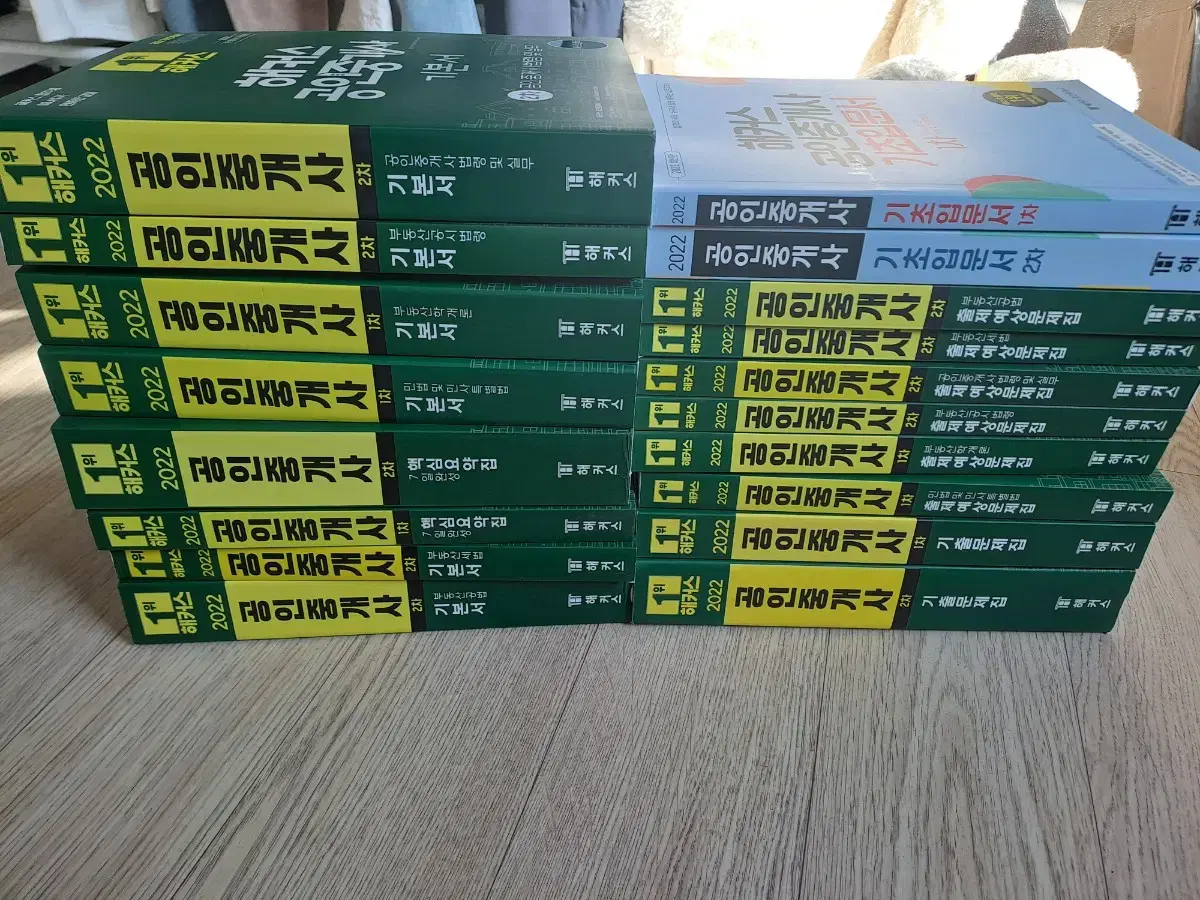 1위
해커스
해커스
공인중개사
기본서
2차
1위
해커스
2022
공인중개사
2차
공인중개사법령 및 실무
기본서
해커스
1위
해커스
2022
공인중개사
2차
부동산공시법령
기본서
해커스
1위
해커스
2022
공인중개사
1차
부동산학개론
기본서
해커스
1위
해커스
2022
공인중개사
1차
민법 및 민사특별법
기본서
해커스
1위
해커스
2022
공인중개사
2차
핵심요약집
7일완성
해커스
1위
해커스
2022
공인중개사
1차
핵심요약집
7일완성
해커스
1위
해커스
2022
공인중개사
2차
부동산세법
기본서
해커스
1위
해커스
2022
공인중개사
2차
부동산공법
기본서
해커스
해커스
공인중개사
기초입문서
1차
2022
공인중개사
기초입문서 1차
해커스
2022
공인중개사
기초입문서 2차
해
1위
해커스
2022
공인중개사
2차
부동산공법
출제예상문제집
해커스
1위
해커스
2022
공인중개사
2차
부동산세법
출제예상문제집
해커스
1위
해커스
2022
공인중개사
2차
공인중개사법령 및 실무
출제예상문제집
해커스
1위
해커스
2022
공인중개사
2차
부동산공시법령
출제예상문제집
해커스
1위
해커스
2022
공인중개사
1차
부동산학개론
출제예상문제집
해커스
1위
해커스
2022
공인중개사
1차
민법 및 민사특별법
출제예상문제집
해커스
1위
해커스
2022
공인중개사
1차
기출문제집
해커스
1위
해커스
2022
공인중개사
2차
기출문제집
해커스